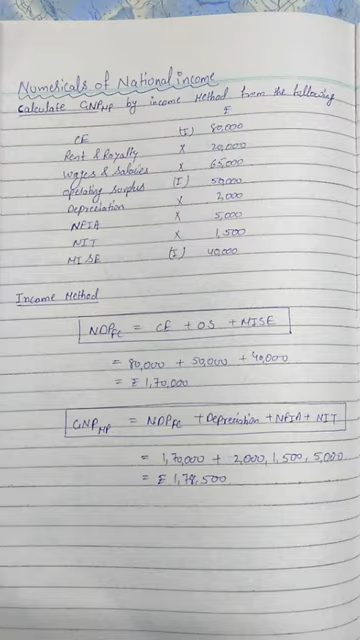 Numericals of National income
Calculate GNPMP by income Method from the following
₹
CE (I) 80,000
Rent & Royalty X 20,000
Wages & Salaries X 65,000
operating surplus (I) 50,000
Depreciation X 2,000
NFIA X 5,000
NIT X 1,500
MISE (I) 40,000
Income Method
NDPFC = CE + OS + MISE
= 80,000 + 50,000 + 40,000
= ₹ 1,70,000
GNPMP = NDPFC + Depreciation + NFIA + NIT
= 1,70,000 + 2,000, 1,500, 5,000
= ₹ 1,78,500